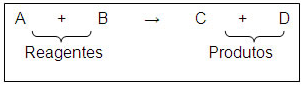 A + B → C + D
Reagentes Produtos